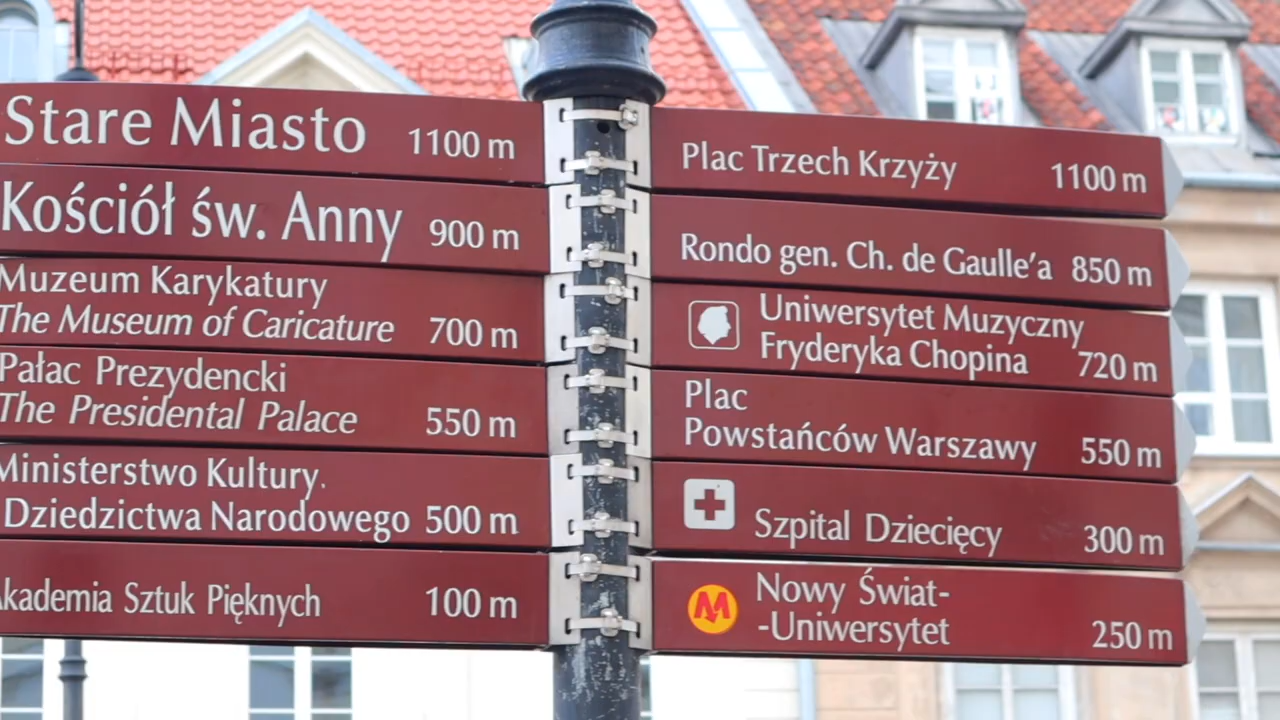 Stare Miasto 1100 m
Kościół św. Anny 900 m
Muzeum Karykatury
The Museum of Caricature 700 m
Pałac Prezydencki
The Presidental Palace 550 m
Ministerstwo Kultury
Dziedzictwa Narodowego 500 m
Akademia Sztuk Pięknych 100 m
Plac Trzech Krzyży 1100 m
Rondo gen. Ch. de Gaulle'a 850 m
Uniwersytet Muzyczny
Fryderyka Chopina 720 m
Plac
Powstańców Warszawy 550 m
Szpital Dziecięcy 300 m
M Nowy Świat-
-Uniwersytet 250 m